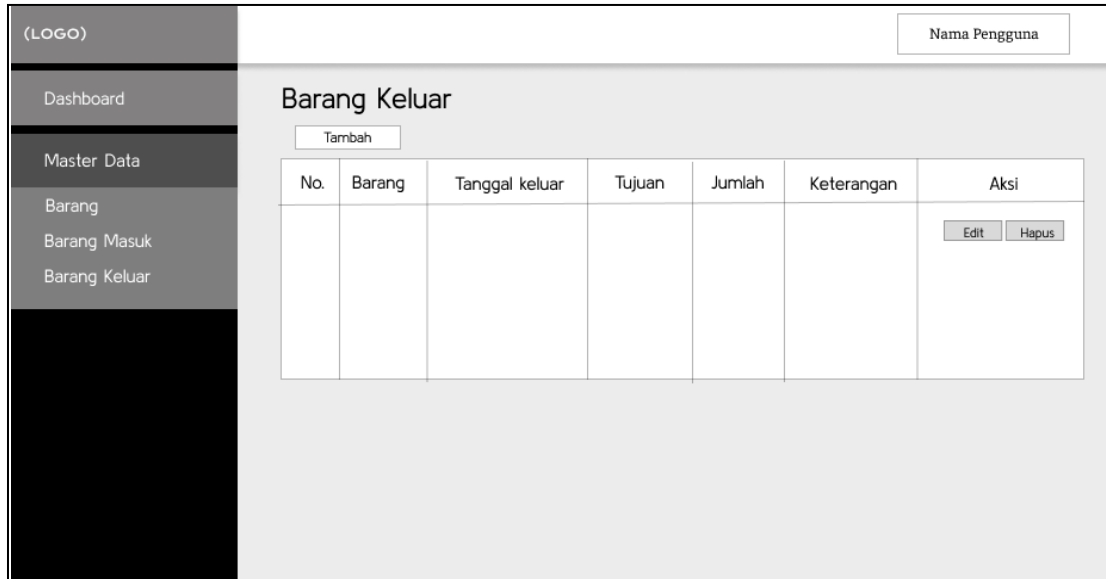 (LOGO)
Nama Pengguna
Dashboard
Master Data
Barang
Barang Masuk
Barang Keluar
Barang Keluar
Tambah
No. Barang Tanggal keluar Tujuan Jumlah Keterangan Aksi
Edit Hapus